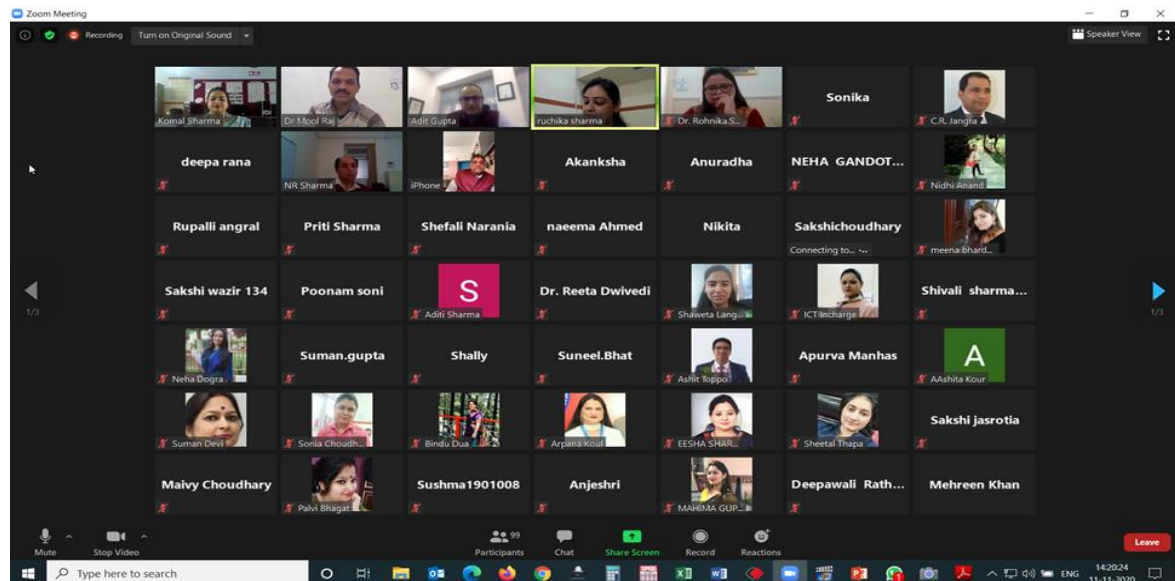 Zoom Meeting
Recording Turn on Original Sound Speaker View
Komal Sharma Dr Mool Raj Adit Gupta ruchika sharma Dr. Rohnika.S... Sonika C.R. Jangra
deepa rana NR Sharma iPhone Akanksha Anuradha NEHA GANDOT... Nidhi Anand
Rupalli angral Priti Sharma Shefali Narania naeema Ahmed Nikita Sakshichoudhary meena bhard...
Connecting to...
Sakshi wazir 134 Poonam soni S Aditi Sharma Dr. Reeta Dwivedi Shaweta Lang... ICT Incharge Shivali sharma...
1/3 1/3
Neha Dogra Suman.gupta Shally Suneel.Bhat Ashit Toppo Apurva Manhas A AAshita Kour
Suman Devi Sonia Choudh... Bindu Dua Arpana Koul EESHA SHAR... Sheetal Thapa Sakshi jasrotia
Maivy Choudhary Palvi Bhagat Sushma1901008 Anjeshri MAHIMA GUP... Deepawali Rath... Mehreen Khan
99
Mute Stop Video Participants Chat Share Screen Record Reactions Leave
Type here to search ENG 14:20:24
11-11-2020